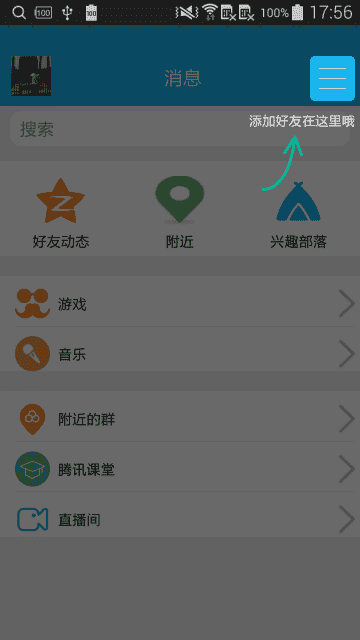 100 100 100% 17:56
消息
添加好友在这里哦
搜索
好友动态 附近 兴趣部落
游戏
音乐
附近的群
腾讯课堂
直播间